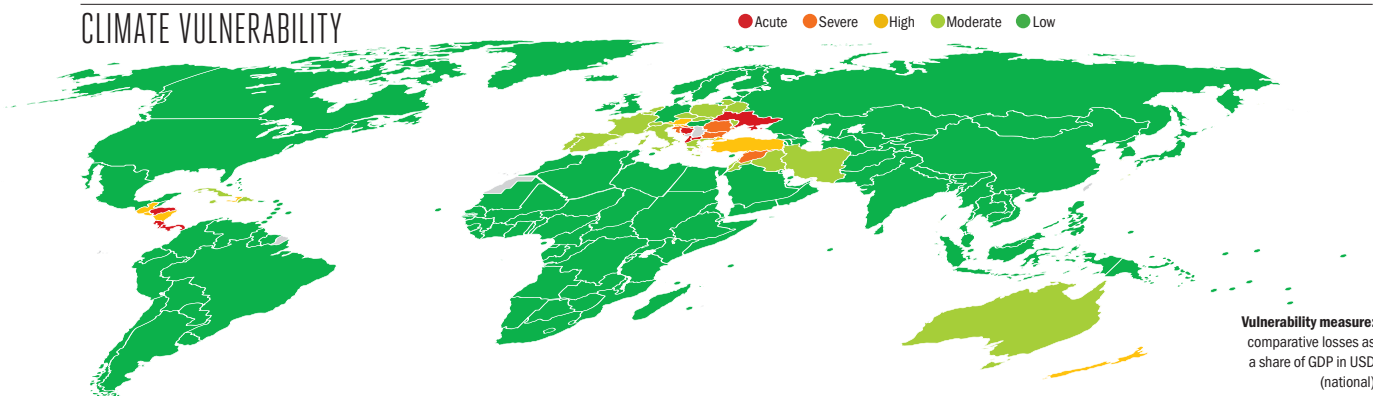 CLIMATE VULNERABILITY
Acute Severe High Moderate Low
Vulnerability measure:
comparative losses as
a share of GDP in USD
(national)